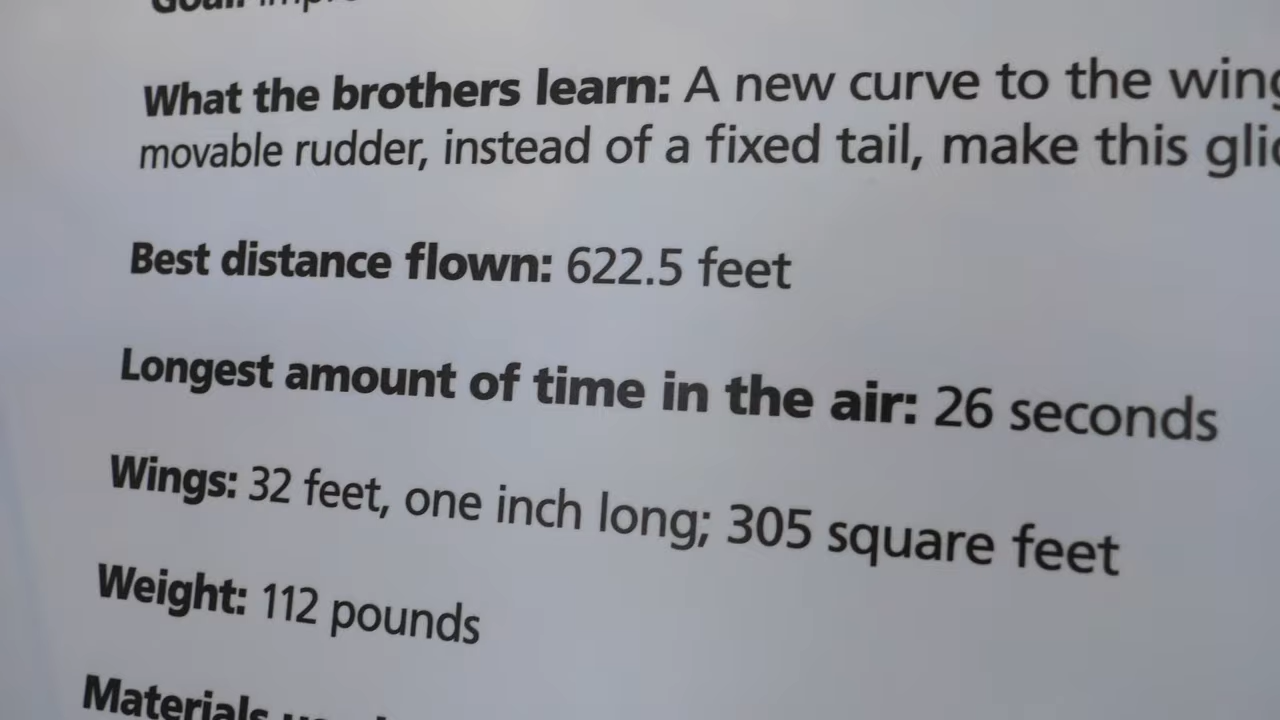 Goal:
What the brothers learn: A new curve to the
movable rudder, instead of a fixed tail, make this
Best distance flown: 622.5 feet
Longest amount of time in the air: 26 seconds
Wings: 32 feet, one inch long; 305 square feet
Weight: 112 pounds
Materials